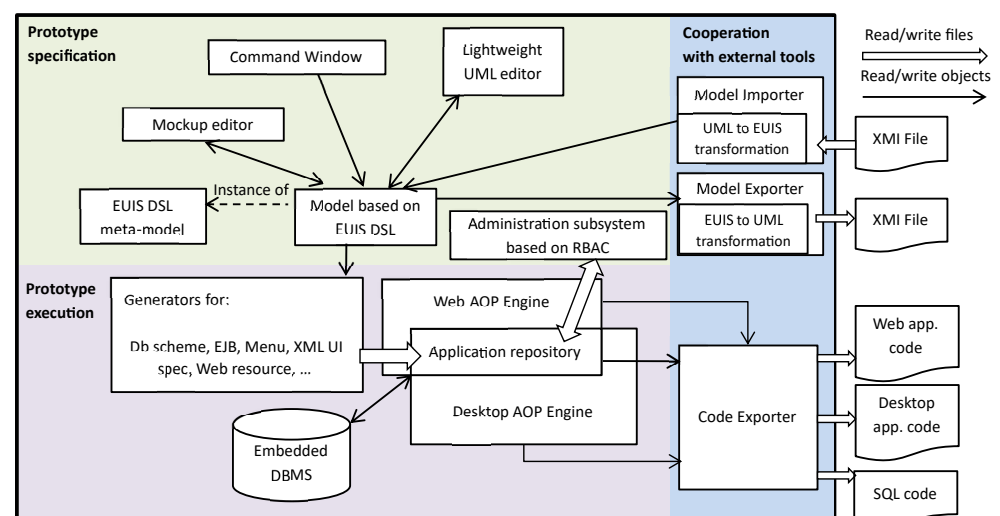 Prototype
specification
Command Window
Lightweight
UML editor
Mockup editor
Instance of
EUIS DSL
meta-model
Model based on
EUIS DSL
Administration subsystem
based on RBAC
Cooperation
with external tools
Model Importer
UML to EUIS
transformation
Model Exporter
EUIS to UML
transformation
Read/write files
Read/write objects
XMI File
XMI File
Prototype
execution
Generators for:
Db scheme, EJB, Menu, XML UI
spec, Web resource, ...
Web AOP Engine
Application repository
Desktop AOP Engine
Embedded
DBMS
Code Exporter
Web app.
code
Desktop
app. code
SQL code